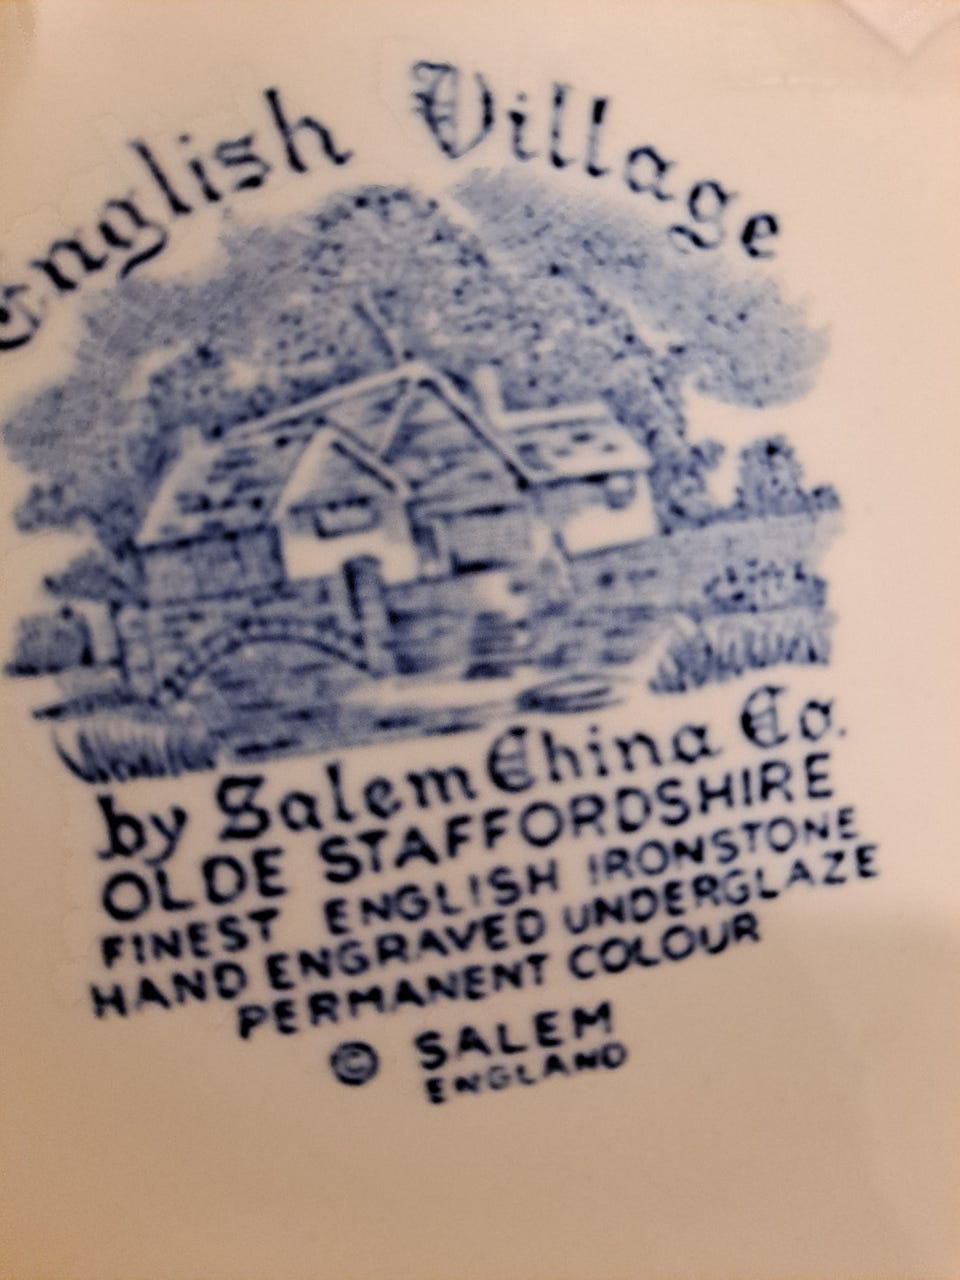 English Village
by Salem China Co.
OLDE STAFFORDSHIRE
FINEST ENGLISH IRONSTONE
HAND ENGRAVED UNDERGLAZE
PERMANENT COLOUR
© SALEM
ENGLAND